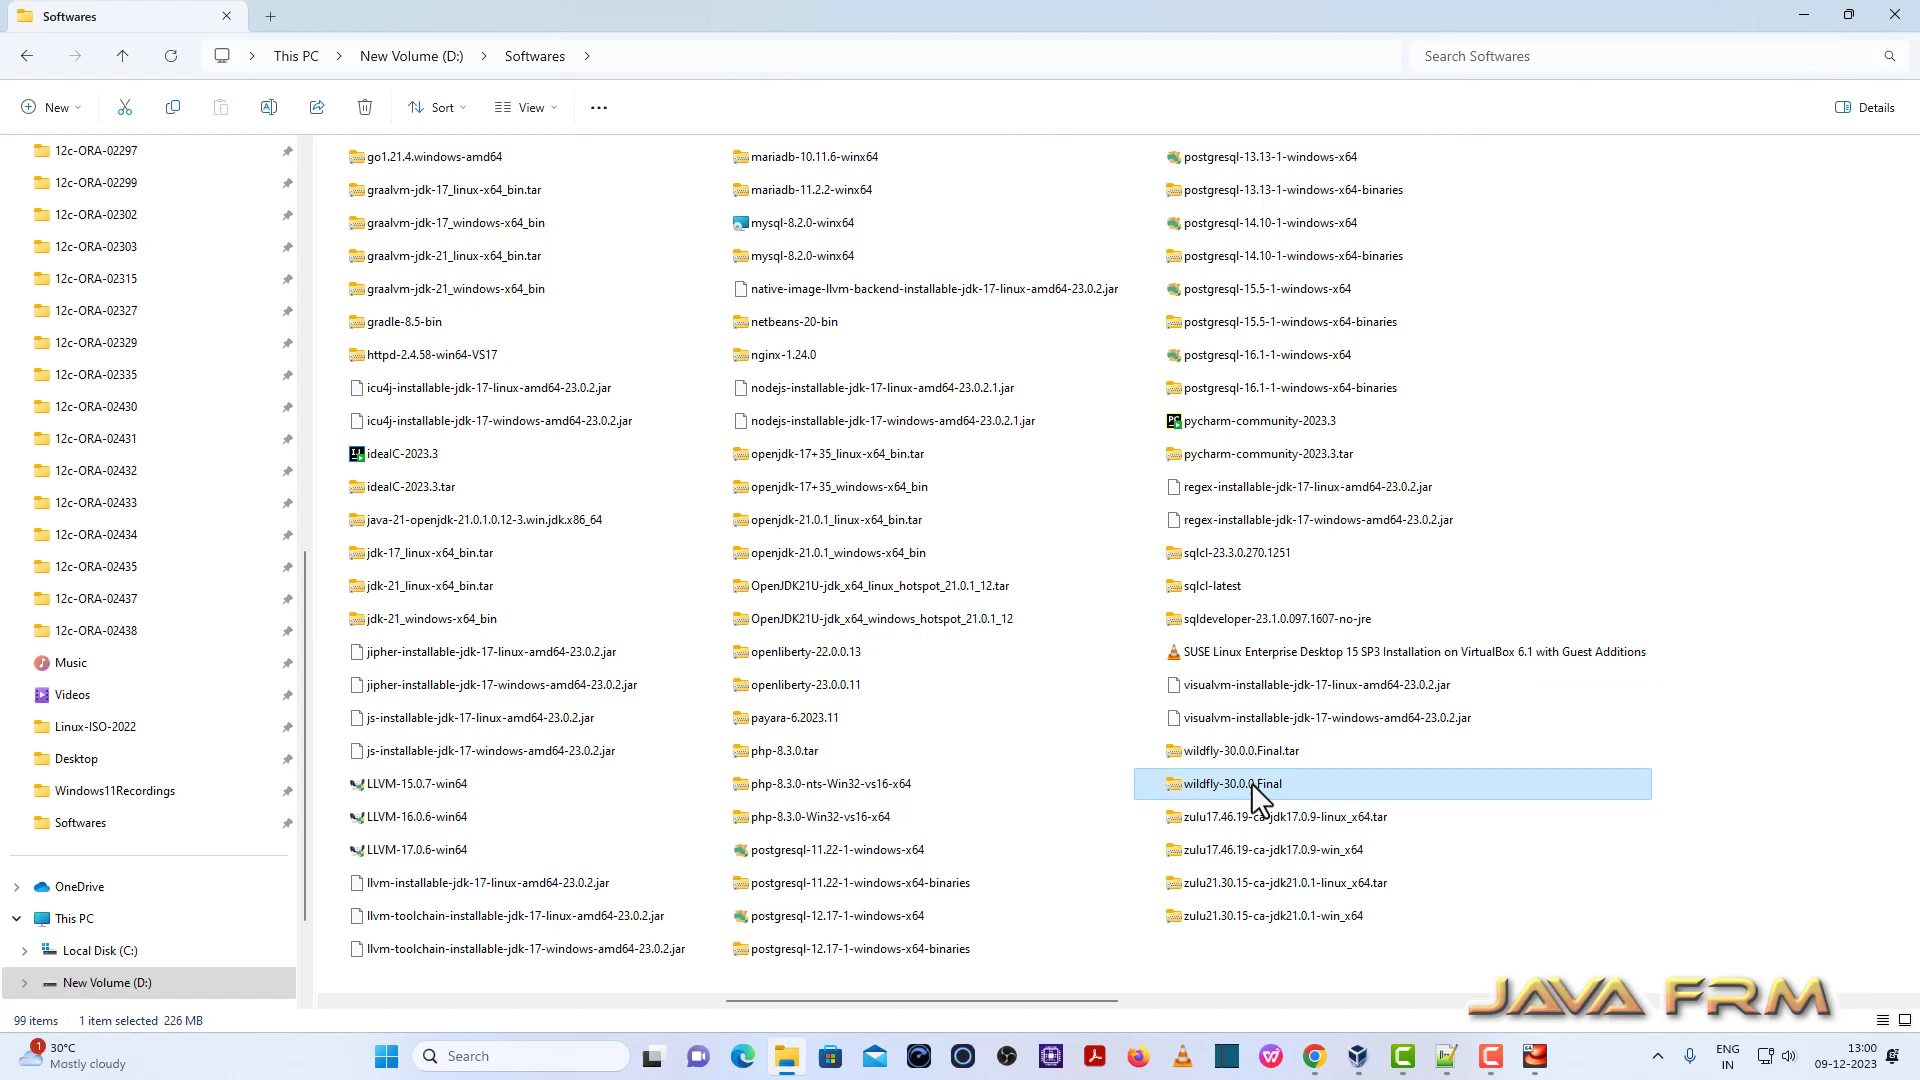 Softwares
This PC
New Volume (D:)
Softwares
Search Softwares
New
Sort
View
Details
12c-ORA-02297
12c-ORA-02299
12c-ORA-02302
12c-ORA-02303
12c-ORA-02315
12c-ORA-02327
12c-ORA-02329
12c-ORA-02335
12c-ORA-02430
12c-ORA-02431
12c-ORA-02432
12c-ORA-02433
12c-ORA-02434
12c-ORA-02435
12c-ORA-02437
12c-ORA-02438
Music
Videos
Linux-ISO-2022
Desktop
Windows11Recordings
Softwares
OneDrive
This PC
Local Disk (C:)
New Volume (D:)
go1.21.4.windows-amd64
graalvm-jdk-17_linux-x64_bin.tar
graalvm-jdk-17_windows-x64_bin
graalvm-jdk-21_linux-x64_bin.tar
graalvm-jdk-21_windows-x64_bin
gradle-8.5-bin
httpd-2.4.58-win64-VS17
icu4j-installable-jdk-17-linux-amd64-23.0.2.jar
icu4j-installable-jdk-17-windows-amd64-23.0.2.jar
idealC-2023.3
idealC-2023.3.tar
java-21-openjdk-21.0.1.0.12-3.win.jdk.x86_64
jdk-17_linux-x64_bin.tar
jdk-21_linux-x64_bin.tar
jdk-21_windows-x64_bin
jipher-installable-jdk-17-linux-amd64-23.0.2.jar
jipher-installable-jdk-17-windows-amd64-23.0.2.jar
js-installable-jdk-17-linux-amd64-23.0.2.jar
js-installable-jdk-17-windows-amd64-23.0.2.jar
LLVM-15.0.7-win64
LLVM-16.0.6-win64
LLVM-17.0.6-win64
llvm-installable-jdk-17-linux-amd64-23.0.2.jar
llvm-toolchain-installable-jdk-17-linux-amd64-23.0.2.jar
llvm-toolchain-installable-jdk-17-windows-amd64-23.0.2.jar
mariadb-10.11.6-winx64
mariadb-11.2.2-winx64
mysql-8.2.0-winx64
mysql-8.2.0-winx64
native-image-llvm-backend-installable-jdk-17-linux-amd64-23.0.2.jar
netbeans-20-bin
nginx-1.24.0
nodejs-installable-jdk-17-linux-amd64-23.0.2.1.jar
nodejs-installable-jdk-17-windows-amd64-23.0.2.1.jar
openjdk-17+35_linux-x64_bin.tar
openjdk-17+35_windows-x64_bin
openjdk-21.0.1_linux-x64_bin.tar
openjdk-21.0.1_windows-x64_bin
OpenJDK21U-jdk_x64_linux_hotspot_21.0.1_12.tar
OpenJDK21U-jdk_x64_windows_hotspot_21.0.1_12
openliberty-22.0.0.13
openliberty-23.0.0.11
payara-6.2023.11
php-8.3.0.tar
php-8.3.0-nts-Win32-vs16-x64
php-8.3.0-Win32-vs16-x64
postgresql-11.22-1-windows-x64
postgresql-11.22-1-windows-x64-binaries
postgresql-12.17-1-windows-x64
postgresql-12.17-1-windows-x64-binaries
postgresql-13.13-1-windows-x64
postgresql-13.13-1-windows-x64-binaries
postgresql-14.10-1-windows-x64
postgresql-14.10-1-windows-x64-binaries
postgresql-15.5-1-windows-x64
postgresql-15.5-1-windows-x64-binaries
postgresql-16.1-1-windows-x64
postgresql-16.1-1-windows-x64-binaries
pycharm-community-2023.3
pycharm-community-2023.3.tar
regex-installable-jdk-17-linux-amd64-23.0.2.jar
regex-installable-jdk-17-windows-amd64-23.0.2.jar
sqlcl-23.3.0.270.1251
sqlcl-latest
sqldeveloper-23.1.0.097.1607-no-jre
SUSE Linux Enterprise Desktop 15 SP3 Installation on VirtualBox 6.1 with Guest Additions
visualvm-installable-jdk-17-linux-amd64-23.0.2.jar
visualvm-installable-jdk-17-windows-amd64-23.0.2.jar
wildfly-30.0.0.Final.tar
wildfly-30.0.0.Final
zulu17.46.19-ca-jdk17.0.9-linux_x64.tar
zulu17.46.19-ca-jdk17.0.9-win_x64
zulu21.30.15-ca-jdk21.0.1-linux_x64.tar
zulu21.30.15-ca-jdk21.0.1-win_x64
JAVA FRM
99 items 1 item selected 226 MB
1
30°C
Mostly cloudy
Search
ENG
IN
13:00
09-12-2023